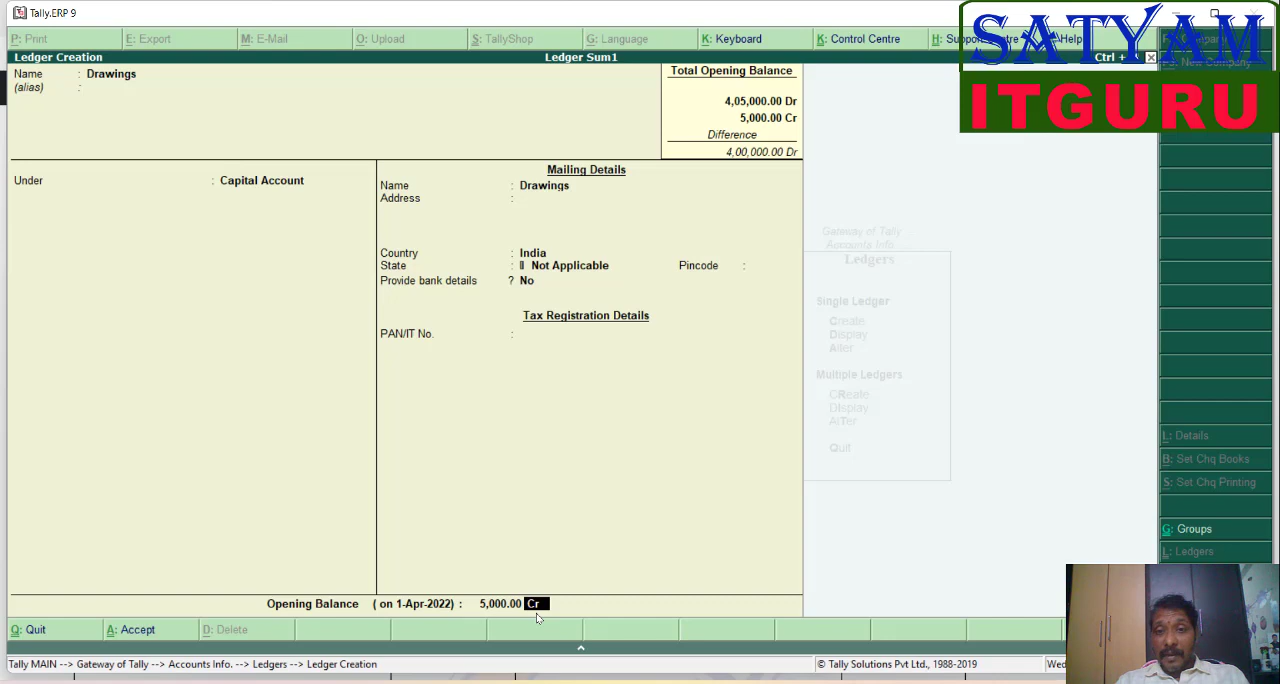 Tally.ERP 9
SATYAM
ITGURU
P: Print
E: Export
M: E-Mail
O: Upload
S: TallyShop
G: Language
K: Keyboard
K: Control Centre
H: Support Centre
Help
Ledger Creation
Ledger Sum1
Ctrl +
New Company
Name : Drawings
(alias) :
Total Opening Balance
4,05,000.00 Dr
5,000.00 Cr
Difference
4,00,000.00 Dr
Under : Capital Account
Mailing Details
Name : Drawings
Address :
Country : India
State : Not Applicable
Pincode :
Provide bank details ? No
Tax Registration Details
PAN/IT No. :
Gateway of Tally
Accounts Info.
Ledgers
Single Ledger
Create
Display
Alter
Multiple Ledgers
CReate
DIsplay
AlTer
Quit
L: Details
B: Set Chq Books
S: Set Chq Printing
G: Groups
L: Ledgers
Opening Balance ( on 1-Apr-2022) : 5,000.00 Cr
Q: Quit
A: Accept
D: Delete
Tally MAIN --> Gateway of Tally --> Accounts Info. --> Ledgers --> Ledger Creation
© Tally Solutions Pvt Ltd., 1988-2019
Wed